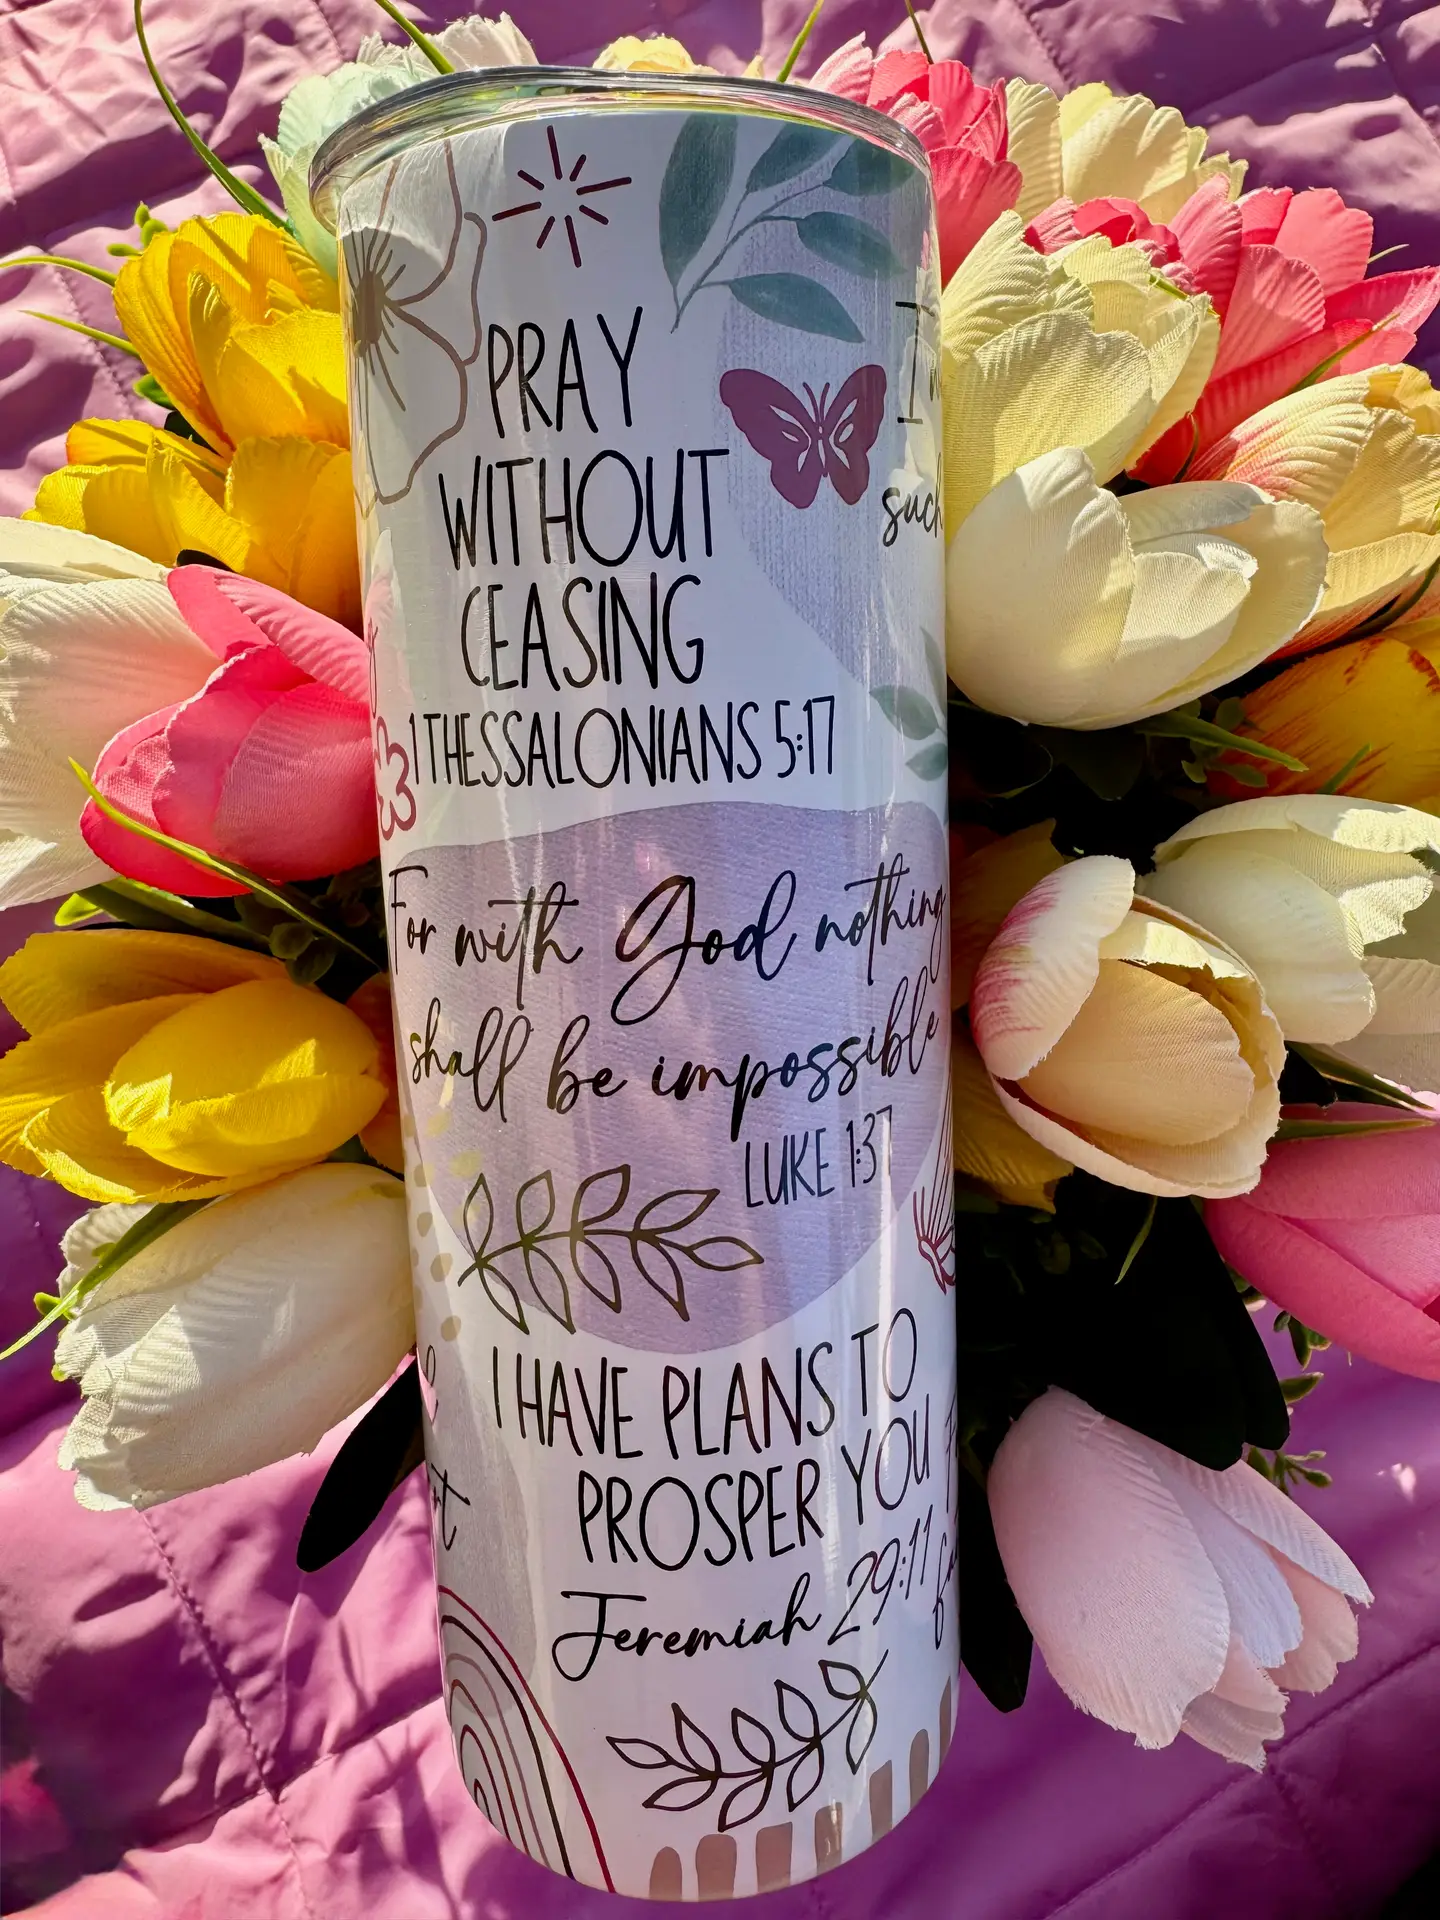 PRAY
WITHOUT
CEASING
1 THESSALONIANS 5:17
such
For with God nothing
shall be impossible
LUKE 1:37
I HAVE PLANS TO
PROSPER YOU
Jeremiah 29:11